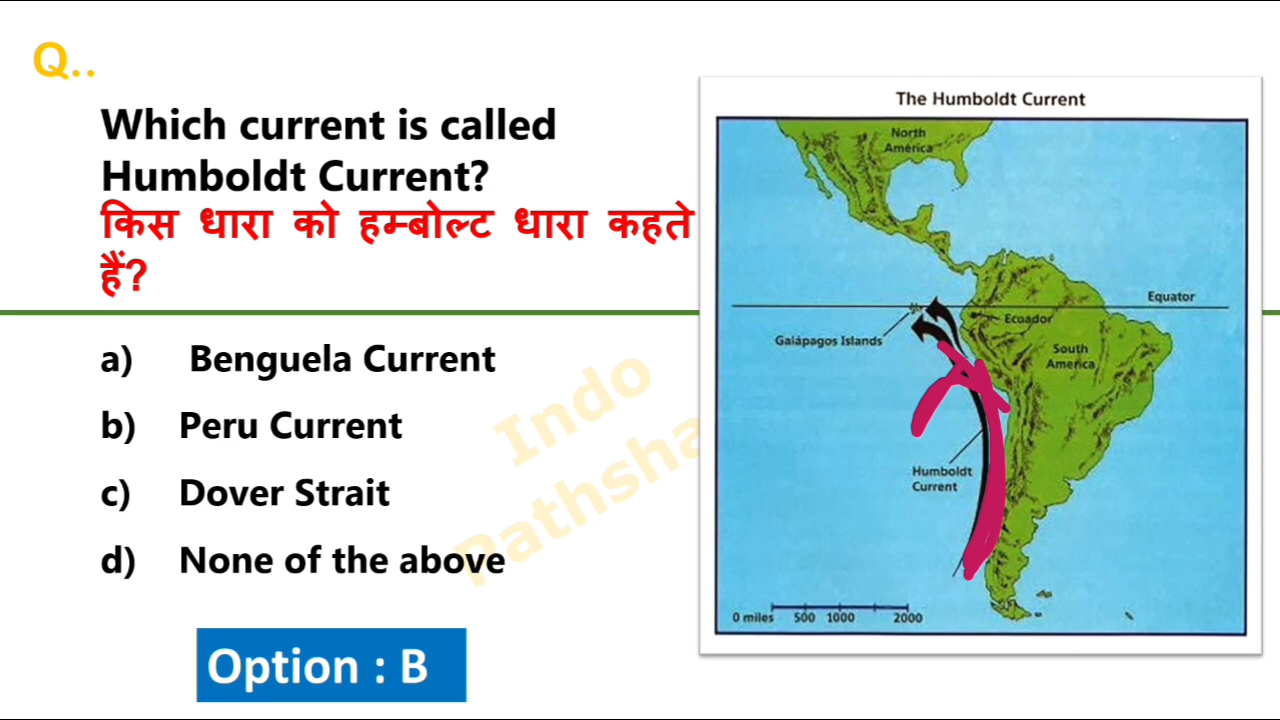 Q..
Which current is called
Humboldt Current?
किस धारा को हम्बोल्ट धारा कहते
हैं?
a) Benguela Current
b) Peru Current
c) Dover Strait
d) None of the above
Option : B
Indo
Pathsha
The Humboldt Current
North
America
Equator
Ecuador
Galápagos Islands
South
America
Humboldt
Current
0 miles 500 1000 2000